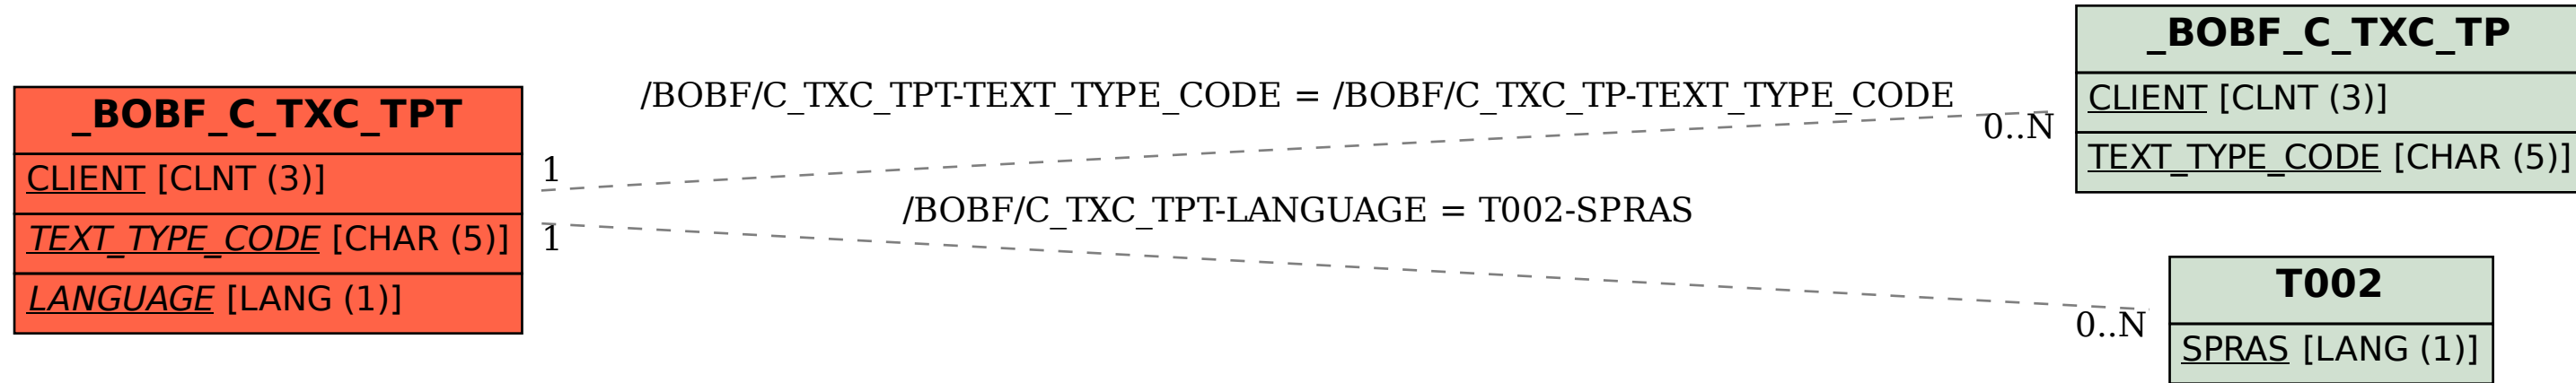 _BOBF_C_TXC_TPT
CLIENT [CLNT (3)]
TEXT_TYPE_CODE [CHAR (5)]
LANGUAGE [LANG (1)]
/BOBF/C_TXC_TPT-TEXT_TYPE_CODE = /BOBF/C_TXC_TP-TEXT_TYPE_CODE
1
0..N
/BOBF/C_TXC_TPT-LANGUAGE = T002-SPRAS
1
0..N
_BOBF_C_TXC_TP
CLIENT [CLNT (3)]
TEXT_TYPE_CODE [CHAR (5)]
T002
SPRAS [LANG (1)]